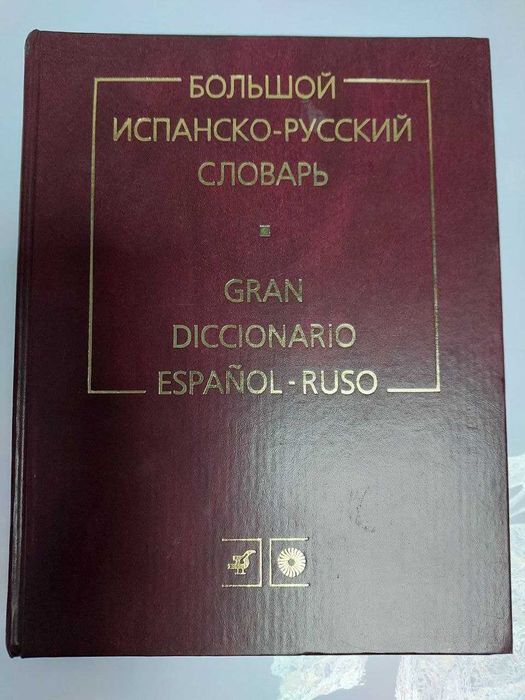 БОЛЬШОЙ
ИСПАНСКО-РУССКИЙ
СЛОВАРЬ
GRAN
DICCIONARIO
ESPAÑOL-RUSO